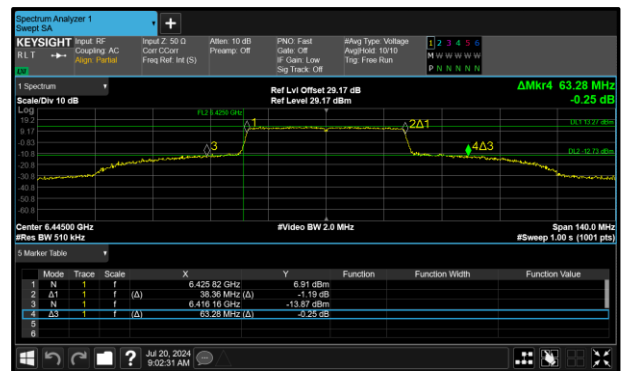 Spectrum Analyzer 1
Swept SA
KEYSIGHT Input: RF Input Z: 50 Ω Atten: 10 dB PNO: Fast #Avg Type: Voltage 1 2 3 4 5 6
RLT Coupling: AC Corr CCorr Preamp: Off Gate: Off Avg|Hold: 10/10 M W W W W W
Align: Partial Freq Ref: Int (S) IF Gain: Low Trig: Free Run P N N N N N
Sig Track: Off
LXI
1 Spectrum Ref Lvl Offset 29.17 dB ΔMkr4 63.28 MHz
Scale/Div 10 dB Ref Level 29.17 dBm -0.25 dB
Log
FL2 6.4250 GHz
19.2
1 2Δ1 DL1 13.27 dBm
9.17
-0.83
3 4Δ3
-10.8 DL2 -12.73 dBm
-20.8
-30.8
-40.8
-50.8
-60.8
Center 6.44500 GHz #Video BW 2.0 MHz Span 140.0 MHz
#Res BW 510 kHz #Sweep 1.00 s (1001 pts)
5 Marker Table
Mode Trace Scale X Y Function Function Width Function Value
1 N 1 f 6.425 82 GHz 6.91 dBm
2 Δ1 1 f (Δ) 38.36 MHz (Δ) -1.19 dB
3 N 1 f 6.416 16 GHz -13.87 dBm
4 Δ3 1 f (Δ) 63.28 MHz (Δ) -0.25 dB
5
6
? Jul 20, 2024
9:02:31 AM